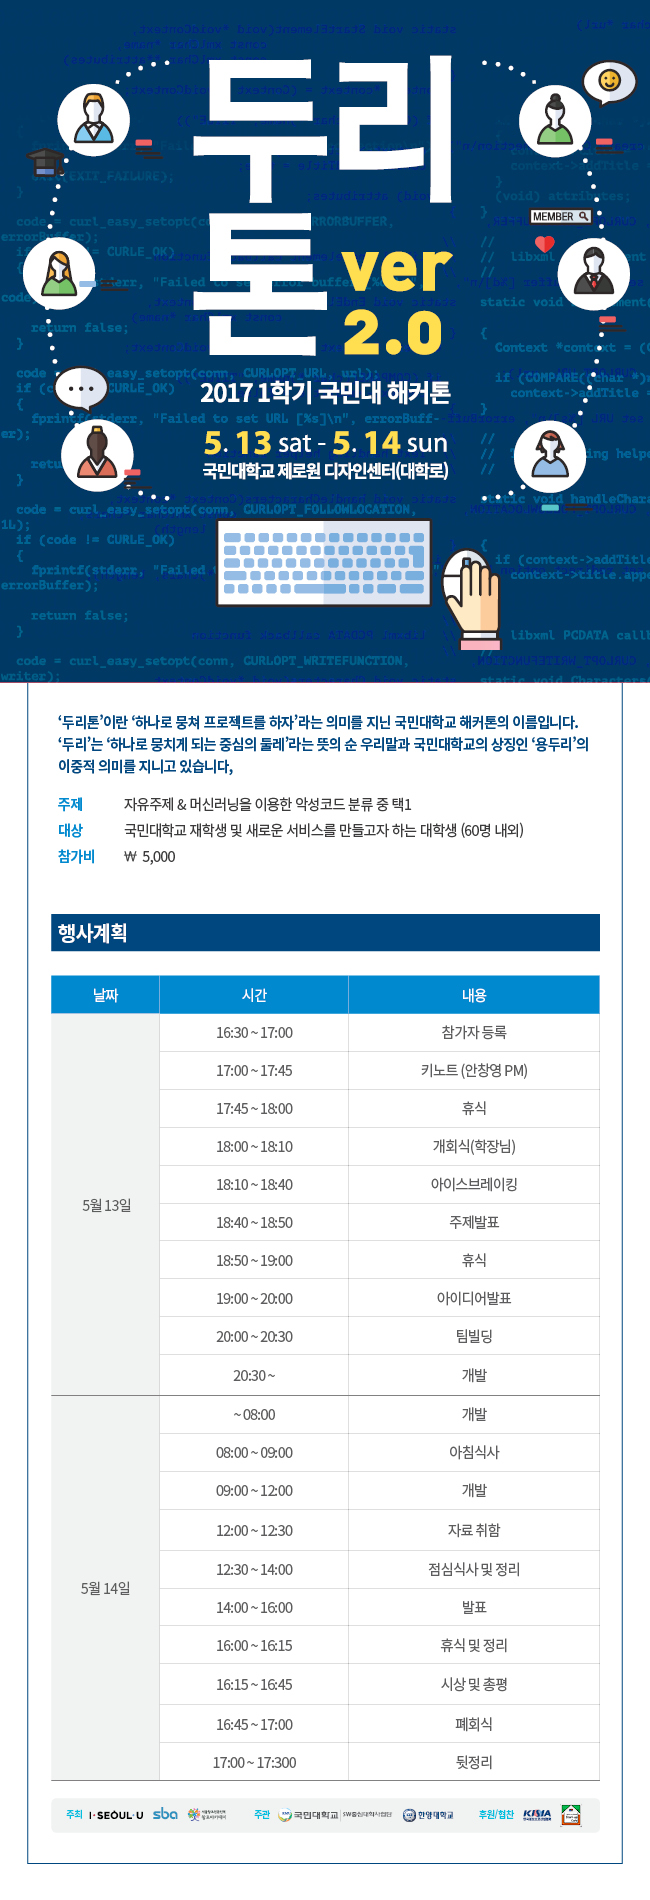 두리
톤 ver
2.0
2017 1학기 국민대 해커톤
5.13 sat - 5.14 sun
국민대학교 제로원 디자인센터(대학로)
MEMBER
‘두리톤’이란 ‘하나로 뭉쳐 프로젝트를 하자’라는 의미를 지닌 국민대학교 해커톤의 이름입니다.
‘두리’는 ‘하나로 뭉치게 되는 중심의 둘레’라는 뜻의 순 우리말과 국민대학교의 상징인 ‘용두리’의
이중적 의미를 지니고 있습니다,
주제 자유주제 & 머신러닝을 이용한 악성코드 분류 중 택1
대상 국민대학교 재학생 및 새로운 서비스를 만들고자 하는 대학생 (60명 내외)
참가비 ₩ 5,000
행사계획
날짜 시간 내용
5월 13일
16:30 ~ 17:00 참가자 등록
17:00 ~ 17:45 키노트 (안창영 PM)
17:45 ~ 18:00 휴식
18:00 ~ 18:10 개회식(학장님)
18:10 ~ 18:40 아이스브레이킹
18:40 ~ 18:50 주제발표
18:50 ~ 19:00 휴식
19:00 ~ 20:00 아이디어발표
20:00 ~ 20:30 팀빌딩
20:30 ~ 개발
5월 14일
~ 08:00 개발
08:00 ~ 09:00 아침식사
09:00 ~ 12:00 개발
12:00 ~ 12:30 자료 취합
12:30 ~ 14:00 점심식사 및 정리
14:00 ~ 16:00 발표
16:00 ~ 16:15 휴식 및 정리
16:15 ~ 16:45 시상 및 총평
16:45 ~ 17:00 폐회식
17:00 ~ 17:300 뒷정리
주최 I·SEOUL·U sba 주관 국민대학교 SW중심대학사업단 한양대학교 후원/협찬 KISIA